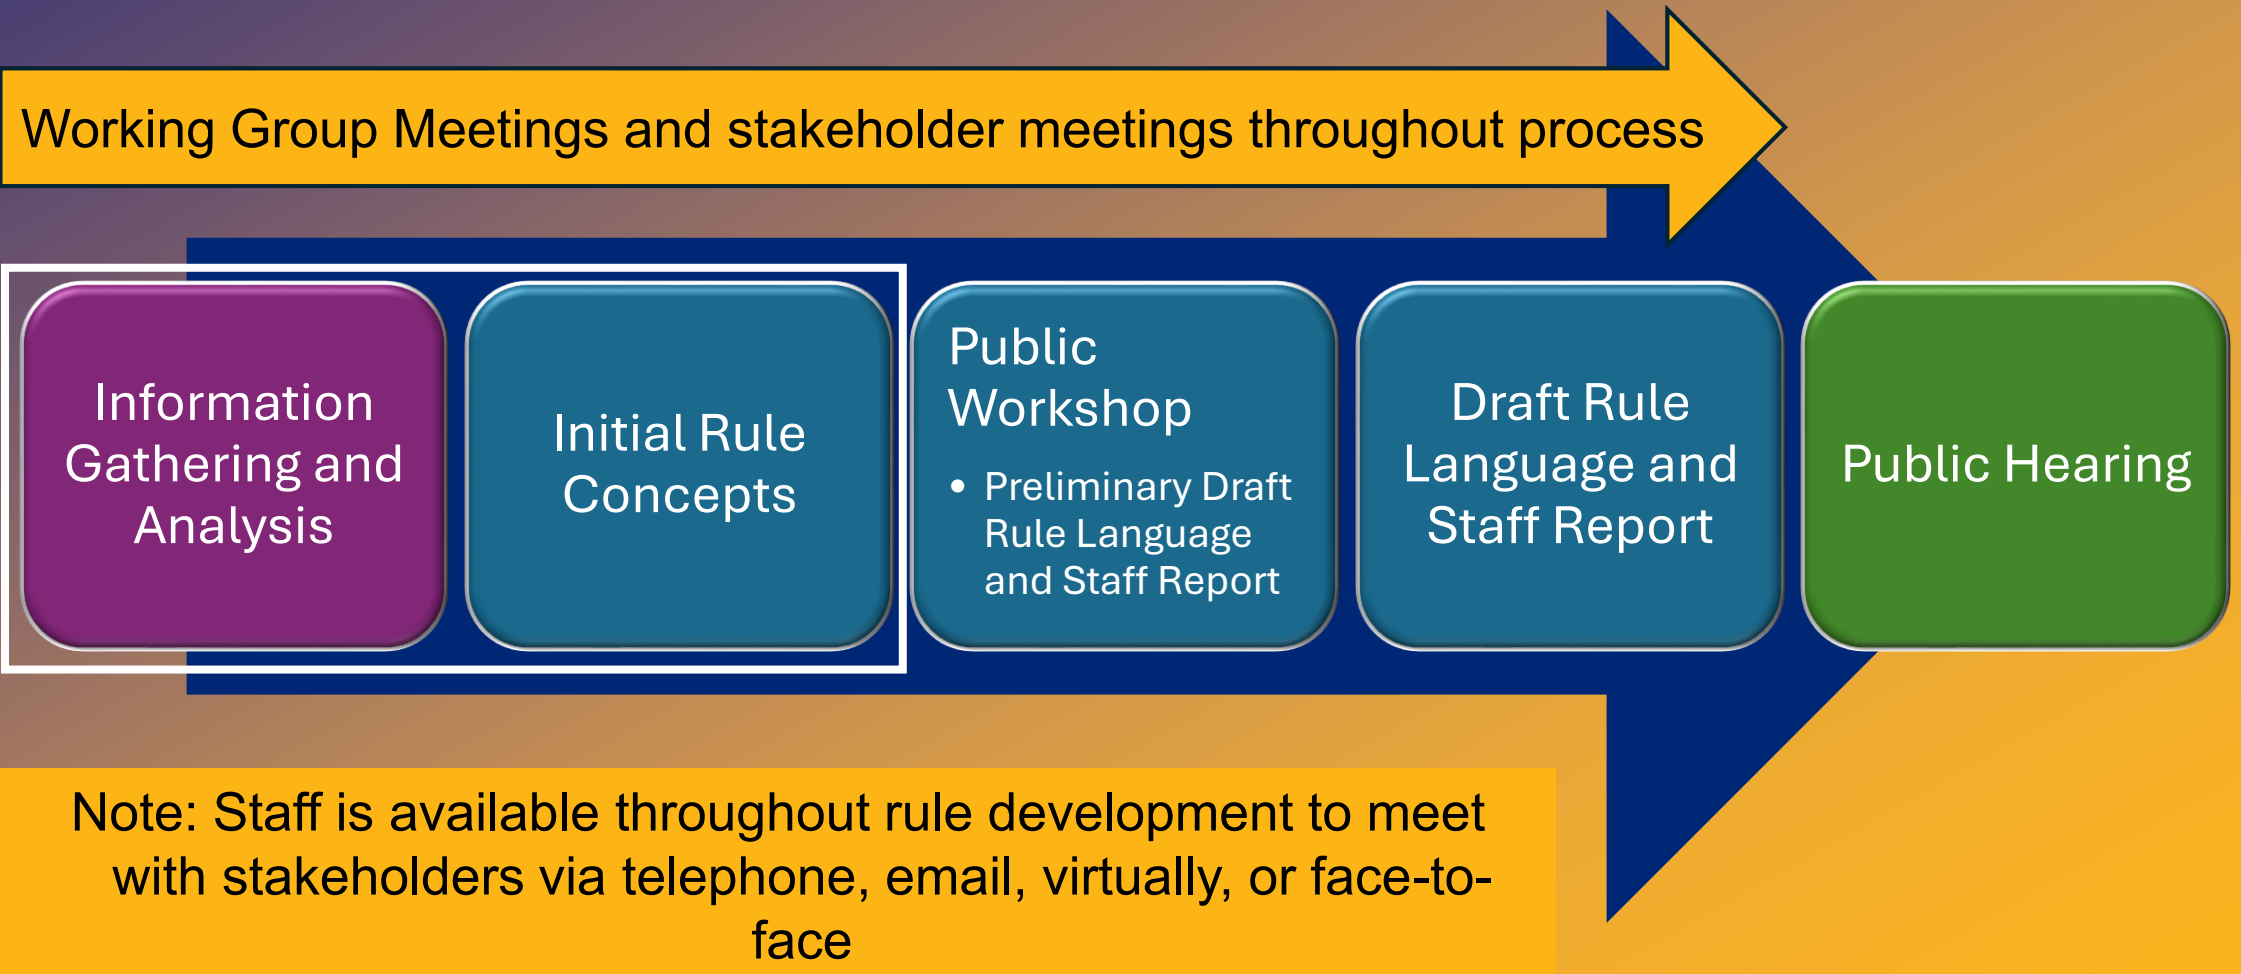 Working Group Meetings and stakeholder meetings throughout process
Information
Gathering and
Analysis
Initial Rule
Concepts
Public
Workshop
• Preliminary Draft
Rule Language
and Staff Report
Draft Rule
Language and
Staff Report
Public Hearing
Note: Staff is available throughout rule development to meet
with stakeholders via telephone, email, virtually, or face-to-
face